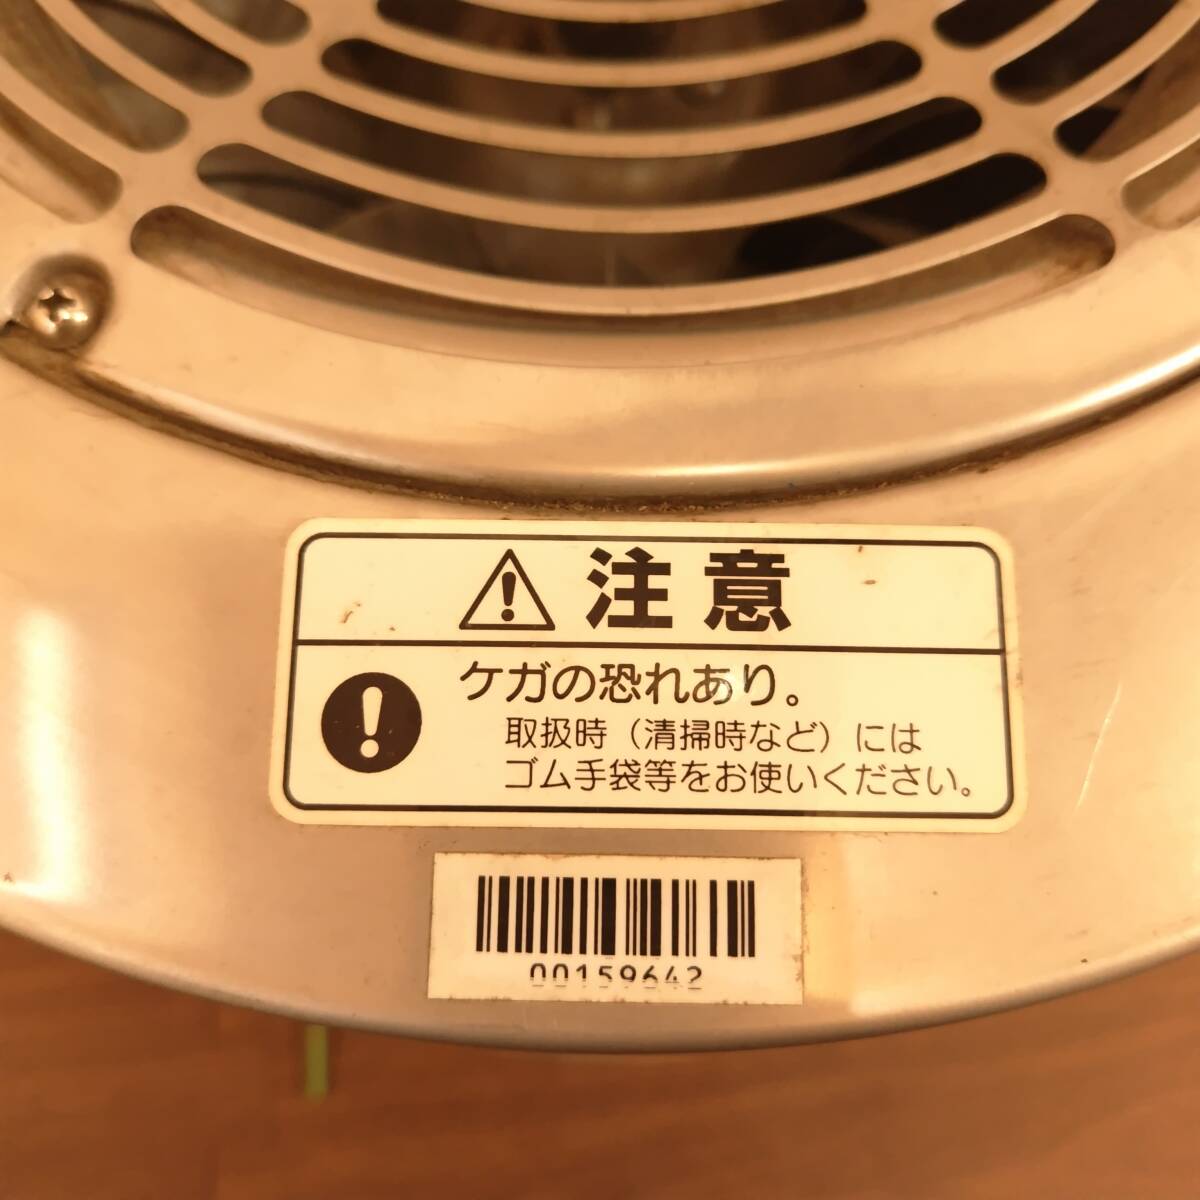 注意
ケガの恐れあり。
取扱時(清掃時など)には
ゴム手袋等をお使いください。
00159642